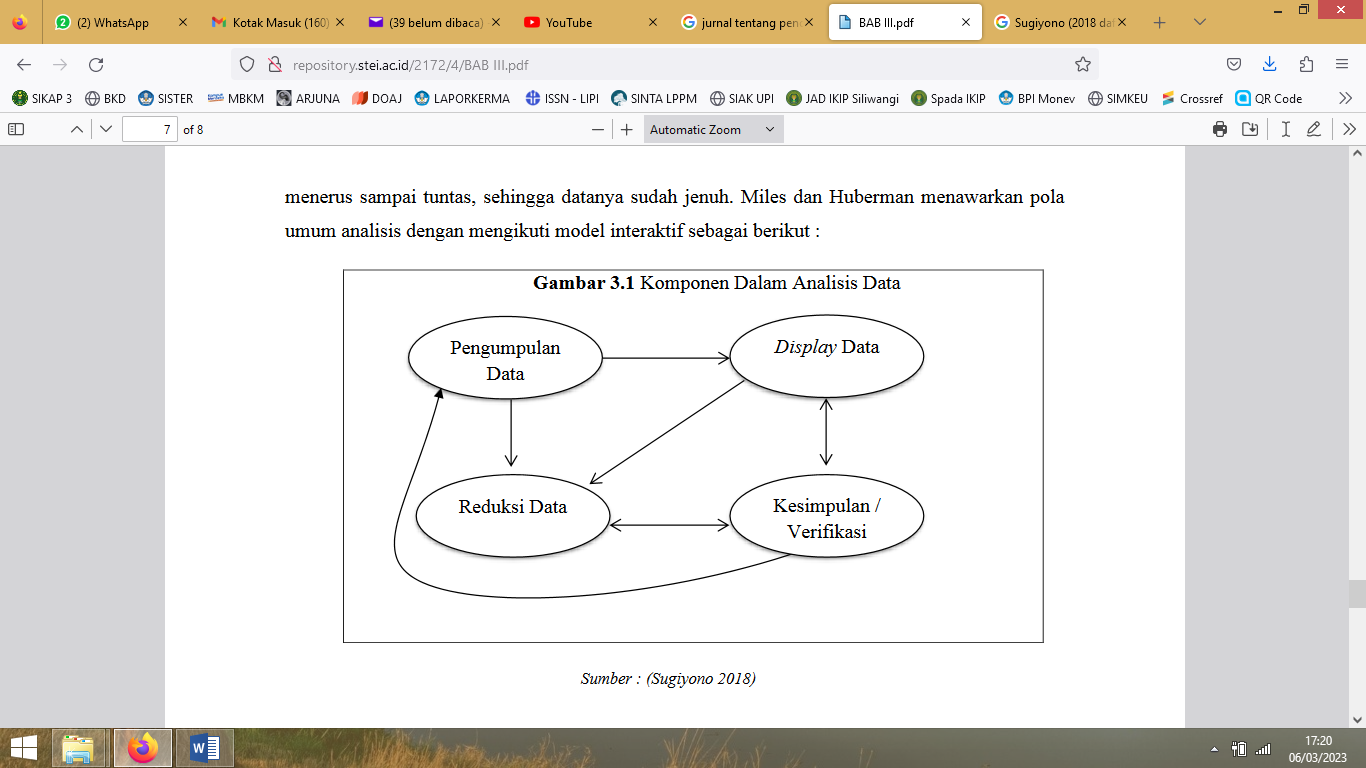 (2) WhatsApp
Kotak Masuk (160)
(39 belum dibaca)
YouTube
jurnal tentang pen
BAB III.pdf
Sugiyono (2018 da
repository.stei.ac.id/2172/4/BAB III.pdf
SIKAP 3 BKD SISTER MBKM ARJUNA DOAJ LAPORKERMA ISSN - LIPI SINTA LPPM SIAK UPI JAD IKIP Siliwangi Spada IKIP BPI Monev SIMKEU Crossref QR Code
7 of 8
Automatic Zoom
menerus sampai tuntas, sehingga datanya sudah jenuh. Miles dan Huberman menawarkan pola
umum analisis dengan mengikuti model interaktif sebagai berikut :
Gambar 3.1 Komponen Dalam Analisis Data
Pengumpulan
Data
Display Data
Reduksi Data
Kesimpulan /
Verifikasi
Sumber : (Sugiyono 2018)
17:20
06/03/2023